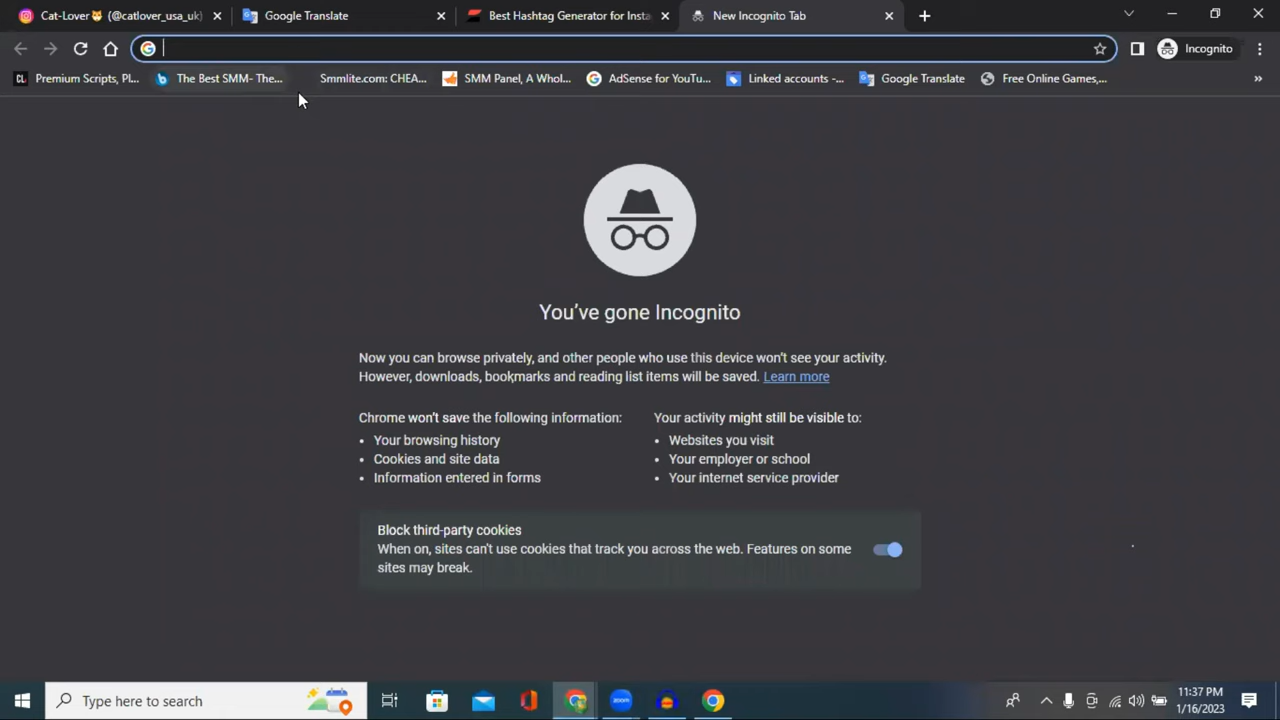 Cat-Lover🐱 (@catlover_usa_uk)
Google Translate
Best Hashtag Generator for Insta
New Incognito Tab
Incognito
Premium Scripts, Pl...
The Best SMM- The...
Smmlite.com: CHEA...
SMM Panel, A Whol...
AdSense for YouTu...
Linked accounts -...
Google Translate
Free Online Games,...
You've gone Incognito
Now you can browse privately, and other people who use this device won't see your activity.
However, downloads, bookmarks and reading list items will be saved. Learn more
Chrome won't save the following information:
• Your browsing history
• Cookies and site data
• Information entered in forms
Your activity might still be visible to:
• Websites you visit
• Your employer or school
• Your internet service provider
Block third-party cookies
When on, sites can't use cookies that track you across the web. Features on some
sites may break.
Type here to search
zoom
11:37 PM
1/16/2023